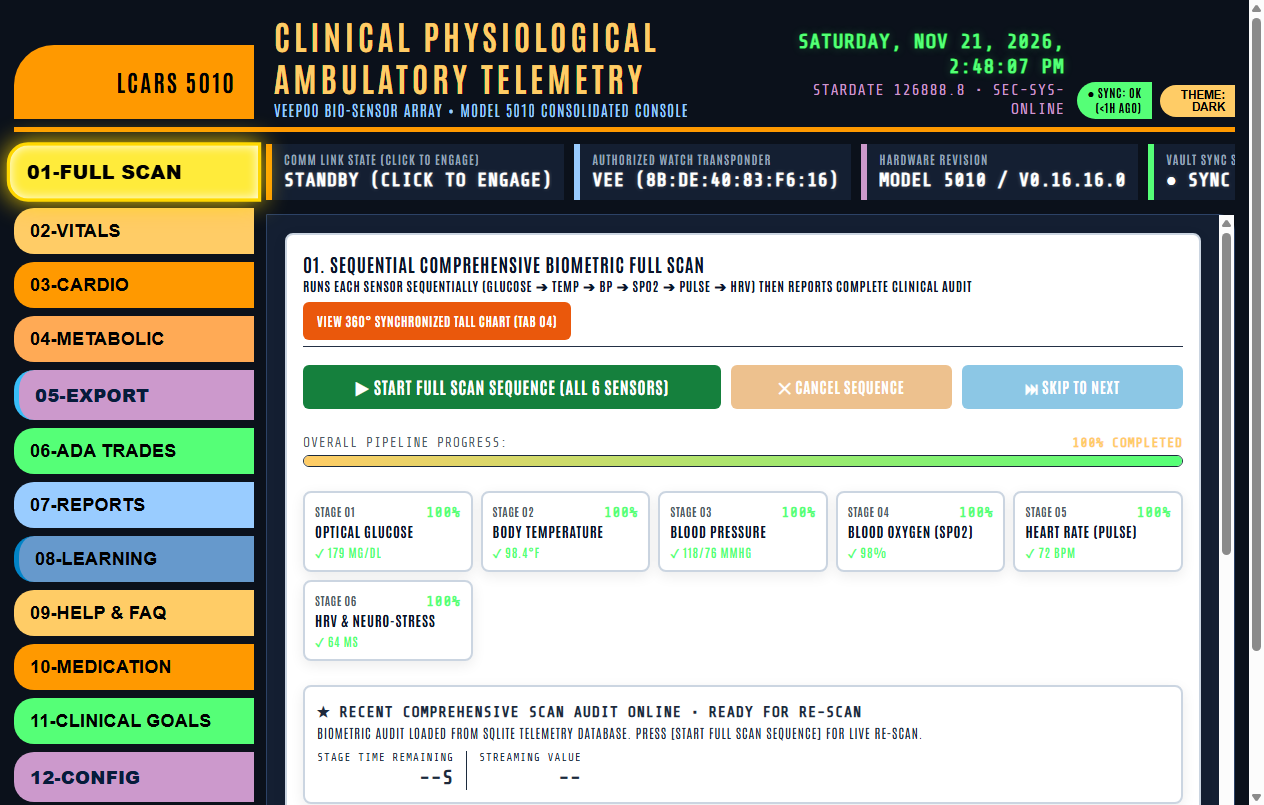 LCARS 5010
CLINICAL PHYSIOLOGICAL
AMBULATORY TELEMETRY
VEEPOO BIO-SENSOR ARRAY • MODEL 5010 CONSOLIDATED CONSOLE
SATURDAY, NOV 21, 2026,
2:48:07 PM
STARDATE 126888.8 · SEC-SYS-
ONLINE
● SYNC: OK
(<1H AGO)
THEME:
DARK
01-FULL SCAN
02-VITALS
03-CARDIO
04-METABOLIC
05-EXPORT
06-ADA TRADES
07-REPORTS
08-LEARNING
09-HELP & FAQ
10-MEDICATION
11-CLINICAL GOALS
12-CONFIG
COMM LINK STATE (CLICK TO ENGAGE)
STANDBY (CLICK TO ENGAGE)
AUTHORIZED WATCH TRANSPONDER
VEE (8B:DE:40:83:F6:16)
HARDWARE REVISION
MODEL 5010 / V0.16.16.0
VAULT SYNC S
● SYNC
01. SEQUENTIAL COMPREHENSIVE BIOMETRIC FULL SCAN
RUNS EACH SENSOR SEQUENTIALLY (GLUCOSE ➔ TEMP ➔ BP ➔ SPO2 ➔ PULSE ➔ HRV) THEN REPORTS COMPLETE CLINICAL AUDIT
VIEW 360° SYNCHRONIZED TALL CHART (TAB 04)
▶ START FULL SCAN SEQUENCE (ALL 6 SENSORS)
✕ CANCEL SEQUENCE
⏭ SKIP TO NEXT
OVERALL PIPELINE PROGRESS:
100% COMPLETED
STAGE 01 100%
OPTICAL GLUCOSE
✓ 179 MG/DL
STAGE 02 100%
BODY TEMPERATURE
✓ 98.4°F
STAGE 03 100%
BLOOD PRESSURE
✓ 118/76 MMHG
STAGE 04 100%
BLOOD OXYGEN (SPO2)
✓ 98%
STAGE 05 100%
HEART RATE (PULSE)
✓ 72 BPM
STAGE 06 100%
HRV & NEURO-STRESS
✓ 64 MS
★ RECENT COMPREHENSIVE SCAN AUDIT ONLINE · READY FOR RE-SCAN
BIOMETRIC AUDIT LOADED FROM SQLITE TELEMETRY DATABASE. PRESS [START FULL SCAN SEQUENCE] FOR LIVE RE-SCAN.
STAGE TIME REMAINING
--S
STREAMING VALUE
--